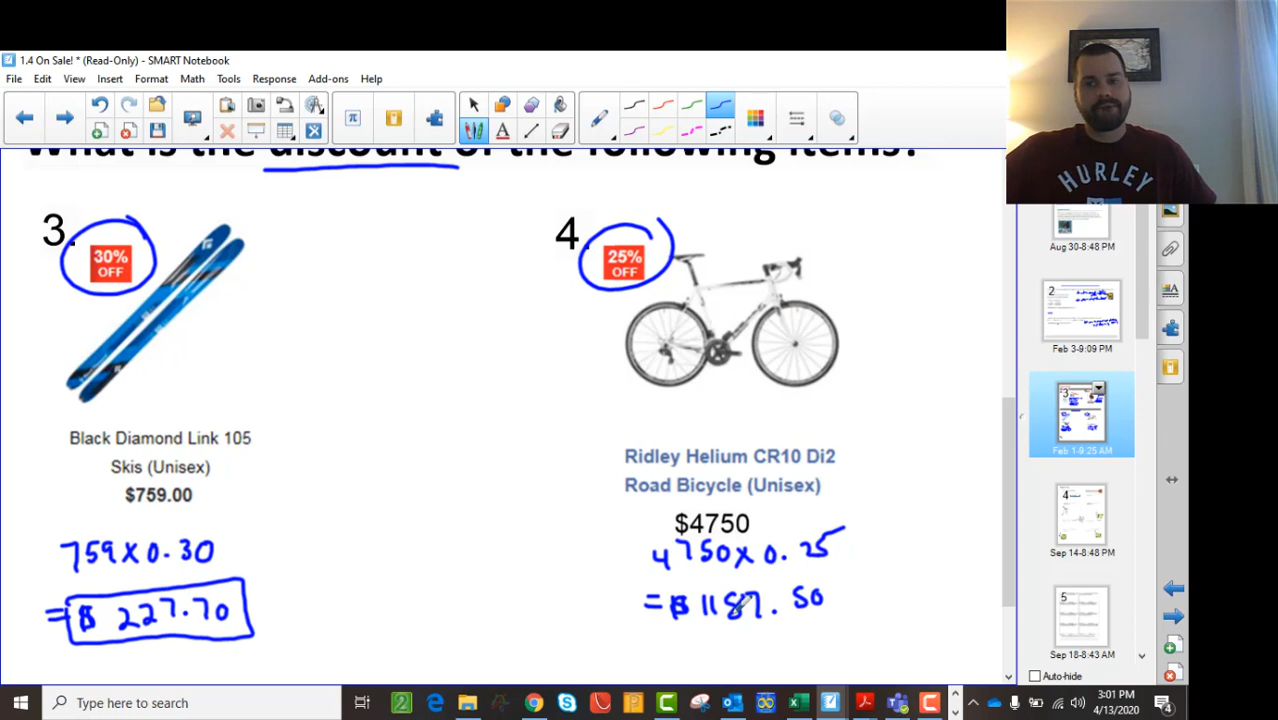 1.4 On Sale! * (Read-Only) - SMART Notebook
File Edit View Insert Format Math Tools Response Add-ons Help
HURLEY
What is the discount of the following items?
3.
30%
OFF
Black Diamond Link 105
Skis (Unisex)
$759.00
759 x 0.30
= $ 227.70
4.
25%
OFF
Ridley Helium CR10 Di2
Road Bicycle (Unisex)
$4750
4750 x 0.25
= $ 1187.50
Aug 30-8:48 PM
2
Feb 3-9:09 PM
3
Feb 1-9:25 AM
4
Sep 14-8:48 PM
5
Sep 18-8:43 AM
Auto-hide
Type here to search
3:01 PM
4/13/2020
4